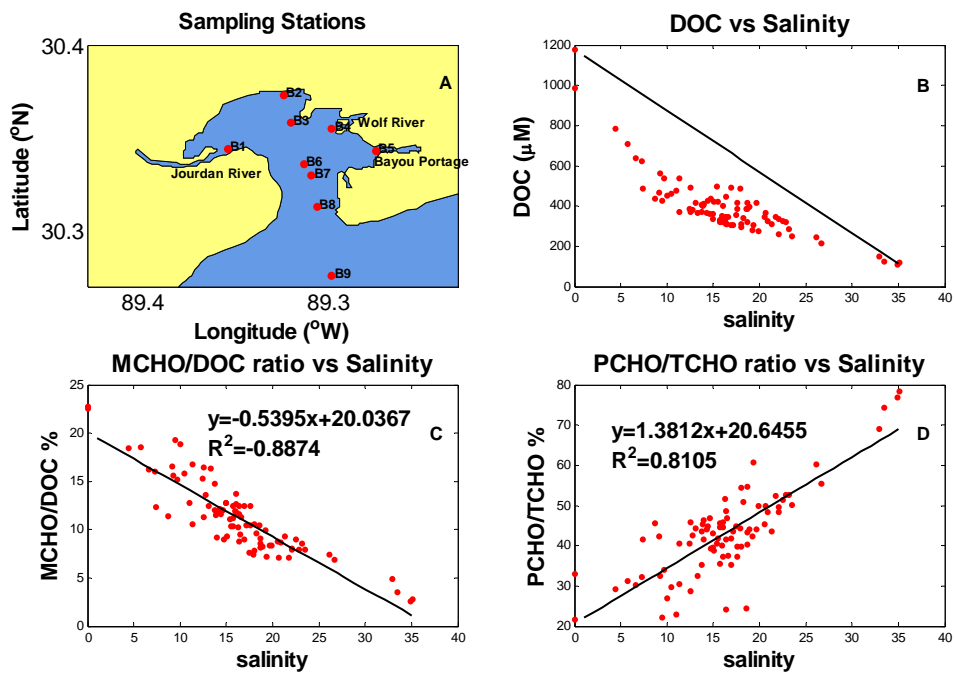 Sampling Stations
30.4
30.3
Latitude (°N)
89.4
89.3
Longitude (°W)
A
B2
B3
B4
Wolf River
B1
B5
Jourdan River
B6
Bayou Portage
B7
B8
B9
DOC vs Salinity
1200
1000
800
600
400
200
0
DOC (µM)
B
0 5 10 15 20 25 30 35 40
salinity
MCHO/DOC ratio vs Salinity
25
20
15
10
5
0
MCHO/DOC %
y=-0.5395x+20.0367
R²=-0.8874
C
0 5 10 15 20 25 30 35 40
salinity
PCHO/TCHO ratio vs Salinity
80
70
60
50
40
30
20
PCHO/TCHO %
y=1.3812x+20.6455
R²=0.8105
D
0 5 10 15 20 25 30 35 40
salinity